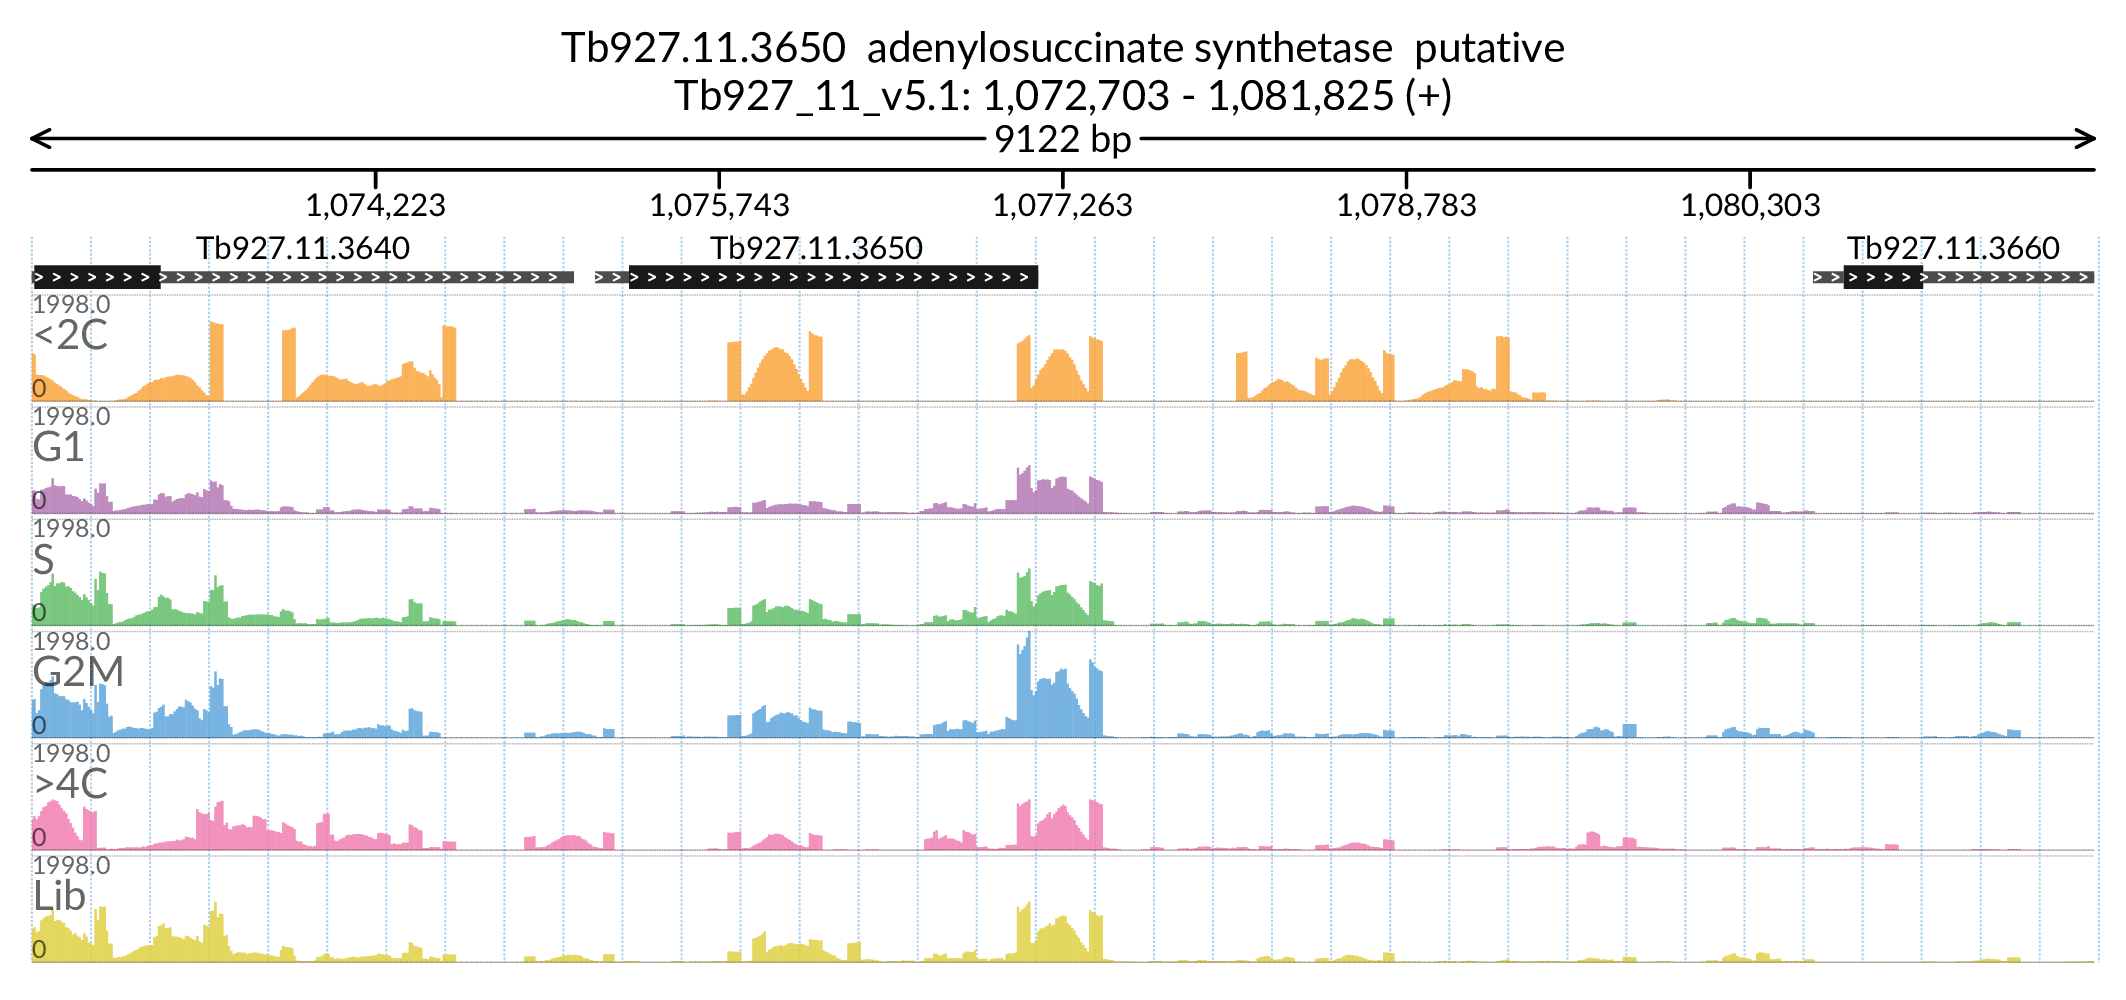 Tb927.11.3650  adenylosuccinate synthetase  putative
Tb927_11_v5.1: 1,072,703 - 1,081,825 (+)
9122 bp
1,074,223 1,075,743 1,077,263 1,078,783 1,080,303
Tb927.11.3640 Tb927.11.3650 Tb927.11.3660
1998.0
<2C
0
1998.0
G1
0
1998.0
S
0
1998.0
G2M
0
1998.0
>4C
0
1998.0
Lib
0